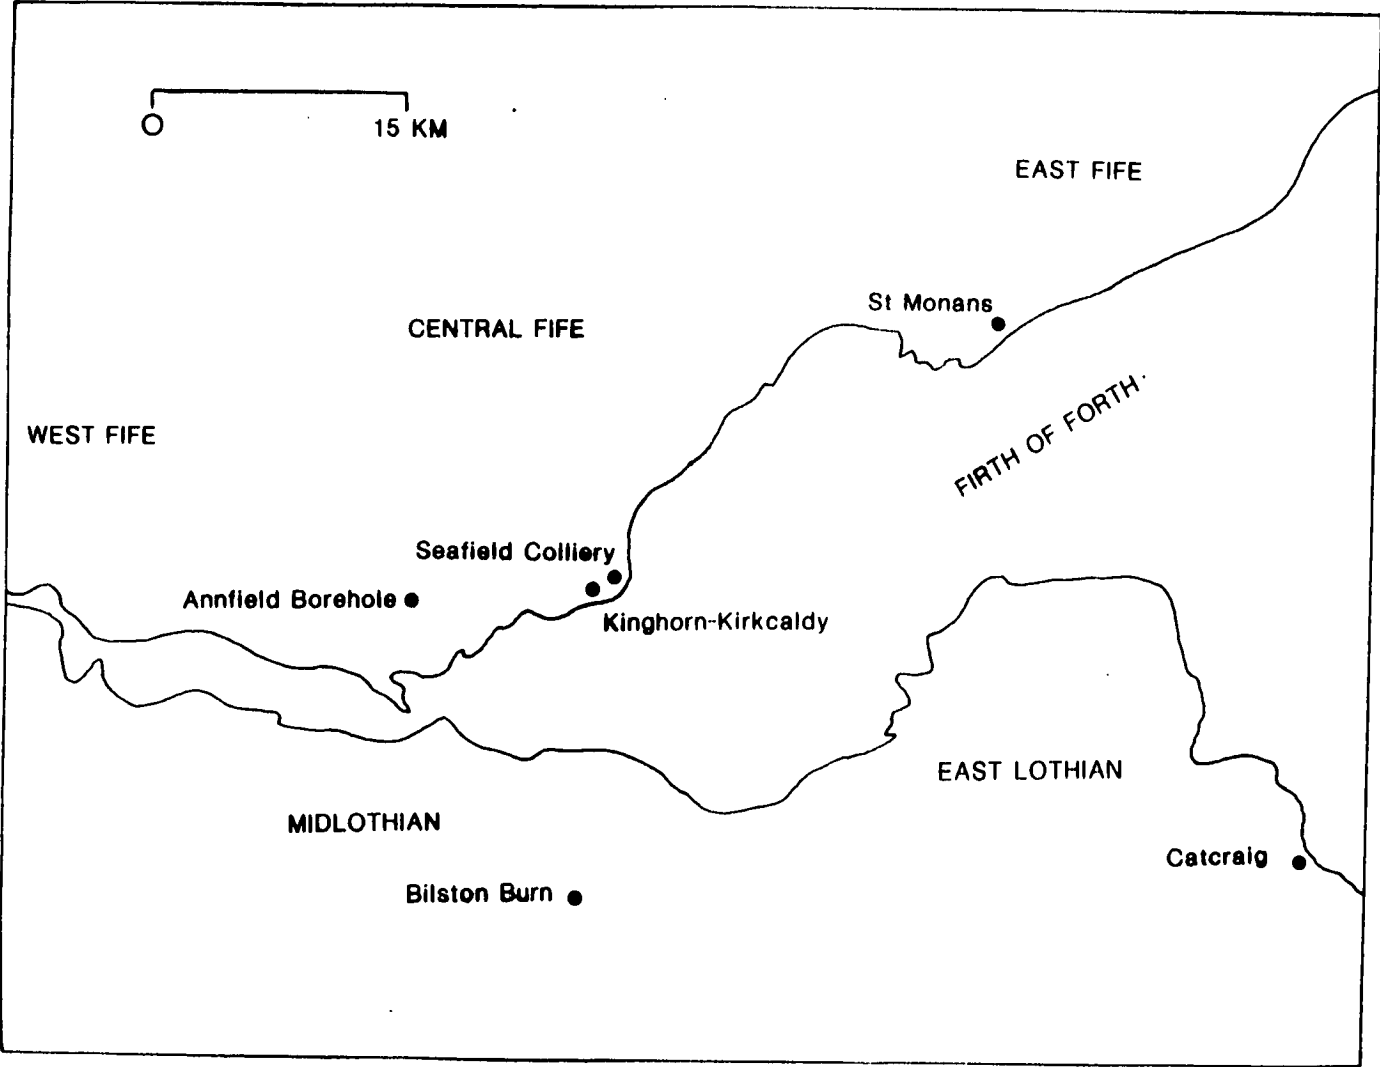 0 15 KM
EAST FIFE
St Monans
CENTRAL FIFE
FIRTH OF FORTH
WEST FIFE
Seafield Colliery
Annfield Borehole
Kinghorn-Kirkcaldy
EAST LOTHIAN
MIDLOTHIAN
Catcraig
Bilston Burn